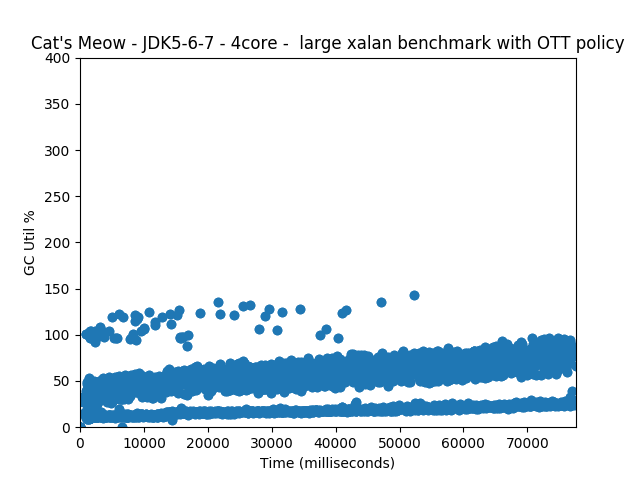 Cat's Meow - JDK5-6-7 - 4core -  large xalan benchmark with OTT policy
400
350
300
250
200
150
100
50
0
GC Util %
0 10000 20000 30000 40000 50000 60000 70000
Time (milliseconds)